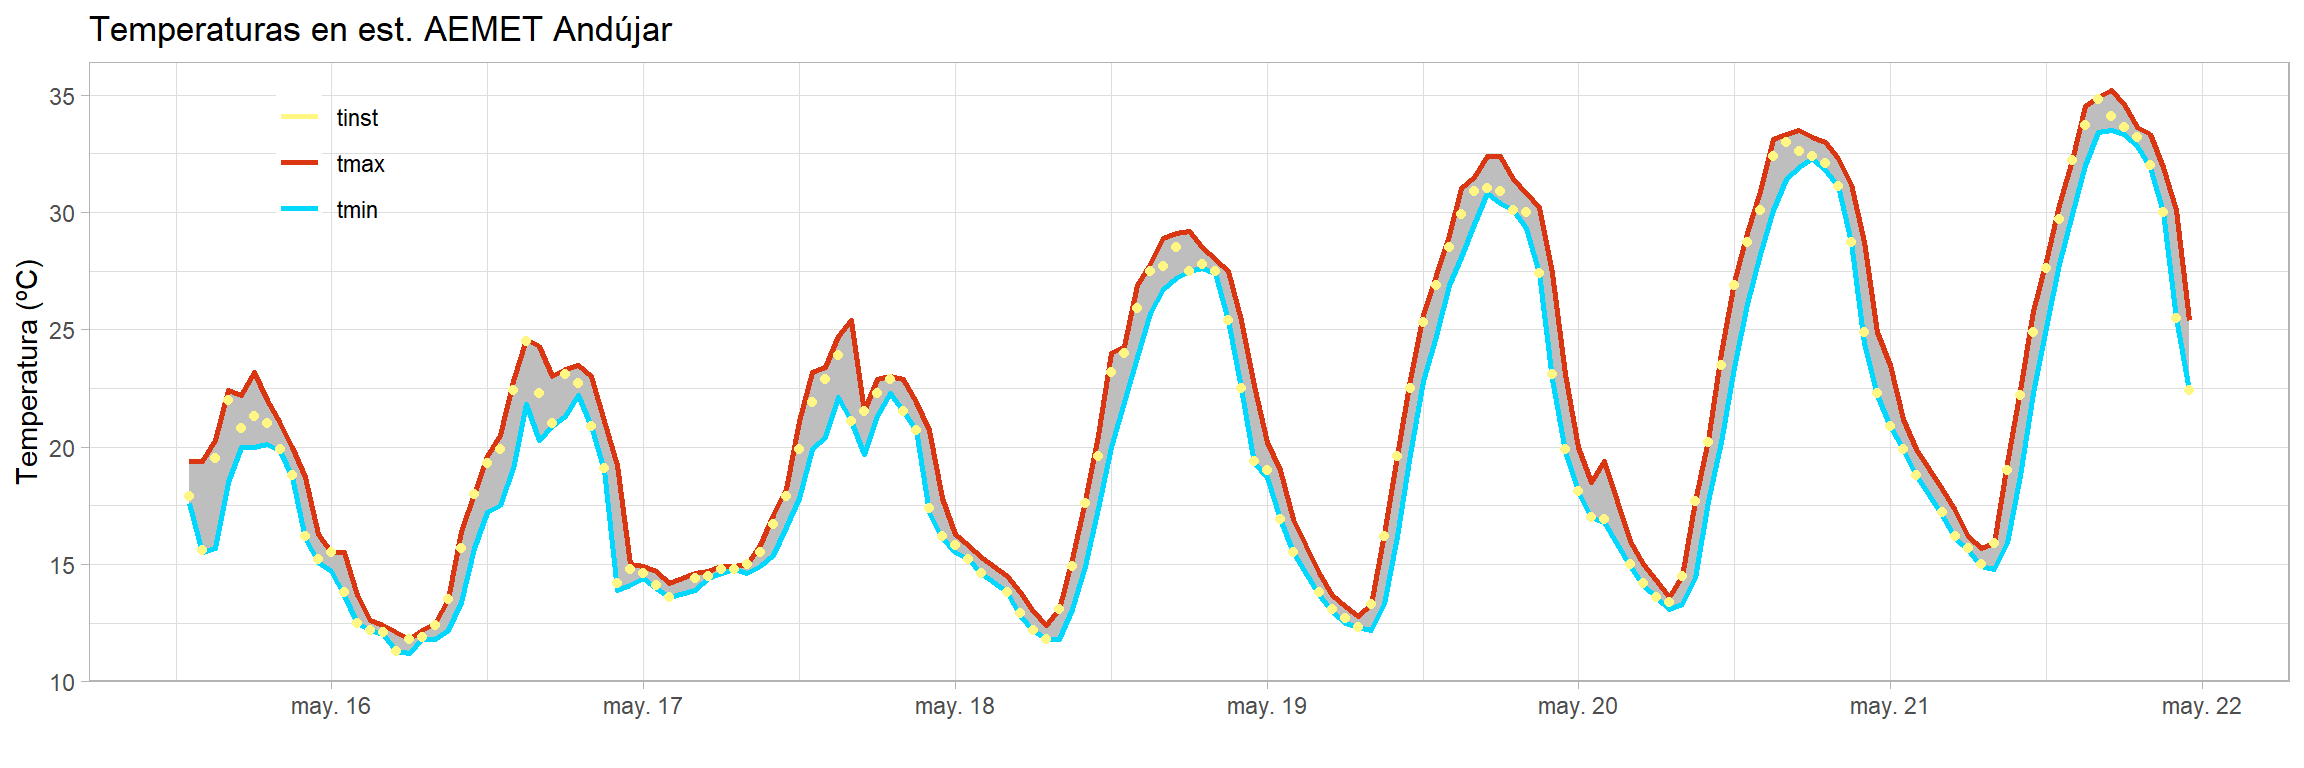 Temperaturas en est. AEMET Andújar
Temperatura (ºC)
35
30
25
20
15
10
tinst
tmax
tmin
may. 16
may. 17
may. 18
may. 19
may. 20
may. 21
may. 22